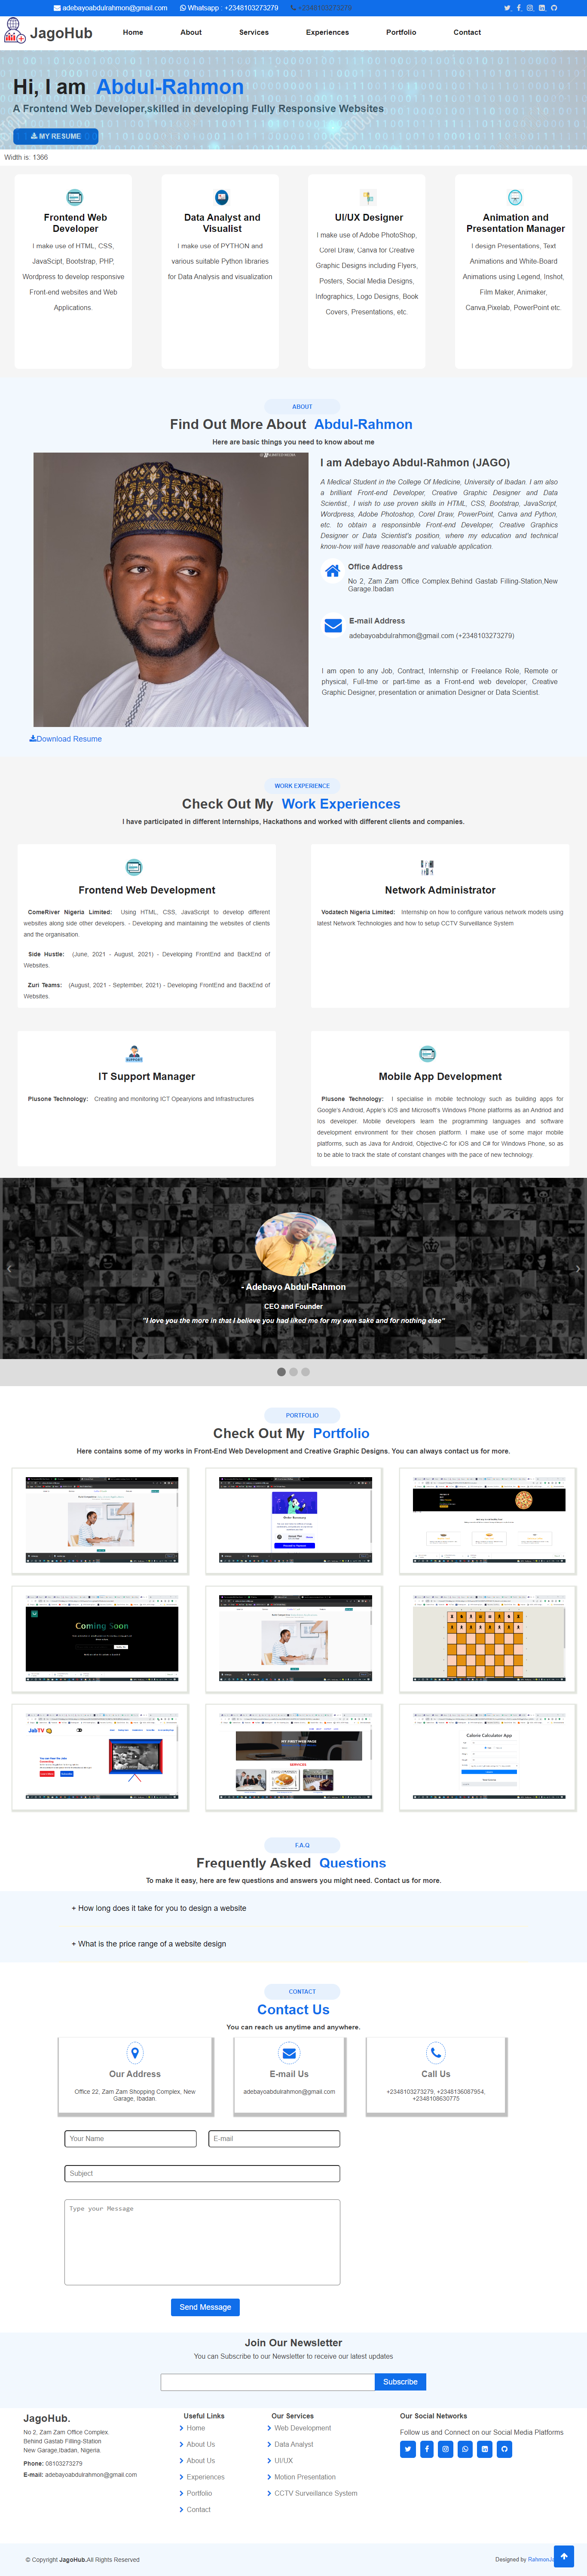 adebayoabdulrahmon@gmail.com Whatsapp : +2348103273279 +2348103273279
JagoHub Home About Services Experiences Portfolio Contact
Hi, I am Abdul-Rahmon
A Frontend Web Developer,skilled in developing Fully Responsive Websites
MY RESUME
Width is: 1366
Frontend Web
Developer
I make use of HTML, CSS,
JavaScipt, Bootstrap, PHP,
Wordpress to develop responsive
Front-end websites and Web
Applications.
Data Analyst and
Visualist
I make use of PYTHON and
various suitable Python libraries
for Data Analysis and visualization
UI/UX Designer
I make use of Adobe PhotoShop,
Corel Draw, Canva for Creative
Graphic Designs including Flyers,
Posters, Social Media Designs,
Infographics, Logo Designs, Book
Covers, Presentations, etc.
Animation and
Presentation Manager
I design Presentations, Text
Animations and White-Board
Animations using Legend, Inshot,
Film Maker, Animaker,
Canva,Pixelab, PowerPoint etc.
ABOUT
Find Out More About Abdul-Rahmon
Here are basic things you need to know about me
I am Adebayo Abdul-Rahmon (JAGO)
A Medical Student in the College Of Medicine, University of Ibadan. I am also
a brilliant Front-end Developer, Creative Graphic Designer and Data
Scientist., I wish to use proven skills in HTML, CSS, Bootstrap, JavaScript,
Wordpress, Adobe Photoshop, Corel Draw, PowerPoint, Canva and Python,
etc. to obtain a responsible Front-end Developer, Creative Graphics
Designer or Data Scientist's position, where my education and technical
know-how will have reasonable and valuable application.
Office Address
No 2, Zam Zam Office Complex.Behind Gastab Filling-Station,New
Garage.Ibadan
E-mail Address
adebayoabdulrahmon@gmail.com (+2348103273279)
I am open to any Job, Contract, Internship or Freelance Role, Remote or
physical, Full-tme or part-time as a Front-end web developer, Creative
Graphic Designer, presentation or animation Designer or Data Scientist.
Download Resume
WORK EXPERIENCE
Check Out My Work Experiences
I have participated in different Internships, Hackathons and worked with different clients and companies.
Frontend Web Development
ComeRiver Nigeria Limited: Using HTML, CSS, JavaScript to develop different
websites along side other developers. - Developing and maintaining the websites of clients
and the organisation.
Side Hustle: (June, 2021 - August, 2021) - Developing FrontEnd and BackEnd of
Websites.
Zuri Teams: (August, 2021 - September, 2021) - Developing FrontEnd and BackEnd of
Websites.
Network Administrator
Vodatech Nigeria Limited: Internship on how to configure various network models using
latest Network Technologies and how to setup CCTV Surveillance System
IT Support Manager
Plusone Technology: Creating and monitoring ICT Opearyions and Infrastructures
Mobile App Development
Plusone Technology: I specialise in mobile technology such as building apps for
Google's Android, Apple's iOS and Microsoft's Windows Phone platforms as an Andriod and
Ios developer. Mobile developers learn the programming languages and software
development environment for their chosen platform. I make use of some major mobile
platforms, such as Java for Android, Objective-C for iOS and C# for Windows Phone, so as
to be able to track the state of constant changes with the pace of new technology.
- Adebayo Abdul-Rahmon
CEO and Founder
"I love you the more in that I believe you had liked me for my own sake and for nothing else"
PORTFOLIO
Check Out My Portfolio
Here contains some of my works in Front-End Web Development and Creative Graphic Designs. You can always contact us for more.
Order Summary
Coming Soon
JobTV
MY FIRST WEB PAGE
SERVICES
Calorie Calculater App
F.A.Q
Frequently Asked Questions
To make it easy, here are few questions and answers you might need. Contact us for more.
+ How long does it take for you to design a website
+ What is the price range of a website design
CONTACT
Contact Us
You can reach us anytime and anywhere.
Our Address
Office 22, Zam Zam Shopping Complex, New
Garage, Ibadan.
E-mail Us
adebayoabdulrahmon@gmail.com
Call Us
+2348103273279, +2348136087954,
+2348108630775
Your Name E-mail
Subject
Type your Message
Send Message
Join Our Newsletter
You can Subscribe to our Newsletter to receive our latest updates
Subscribe
JagoHub.
No 2, Zam Zam Office Complex.
Behind Gastab Filling-Station
New Garage,Ibadan, Nigeria.
Phone: 08103273279
E-mail: adebayoabdulrahmon@gmail.com
Useful Links
Home
About Us
About Us
Experiences
Portfolio
Contact
Our Services
Web Development
Data Analyst
UI/UX
Motion Presentation
CCTV Surveillance System
Our Social Networks
Follow us and Connect on our Social Media Platforms
© Copyright JagoHub.All Rights Reserved
Designed by